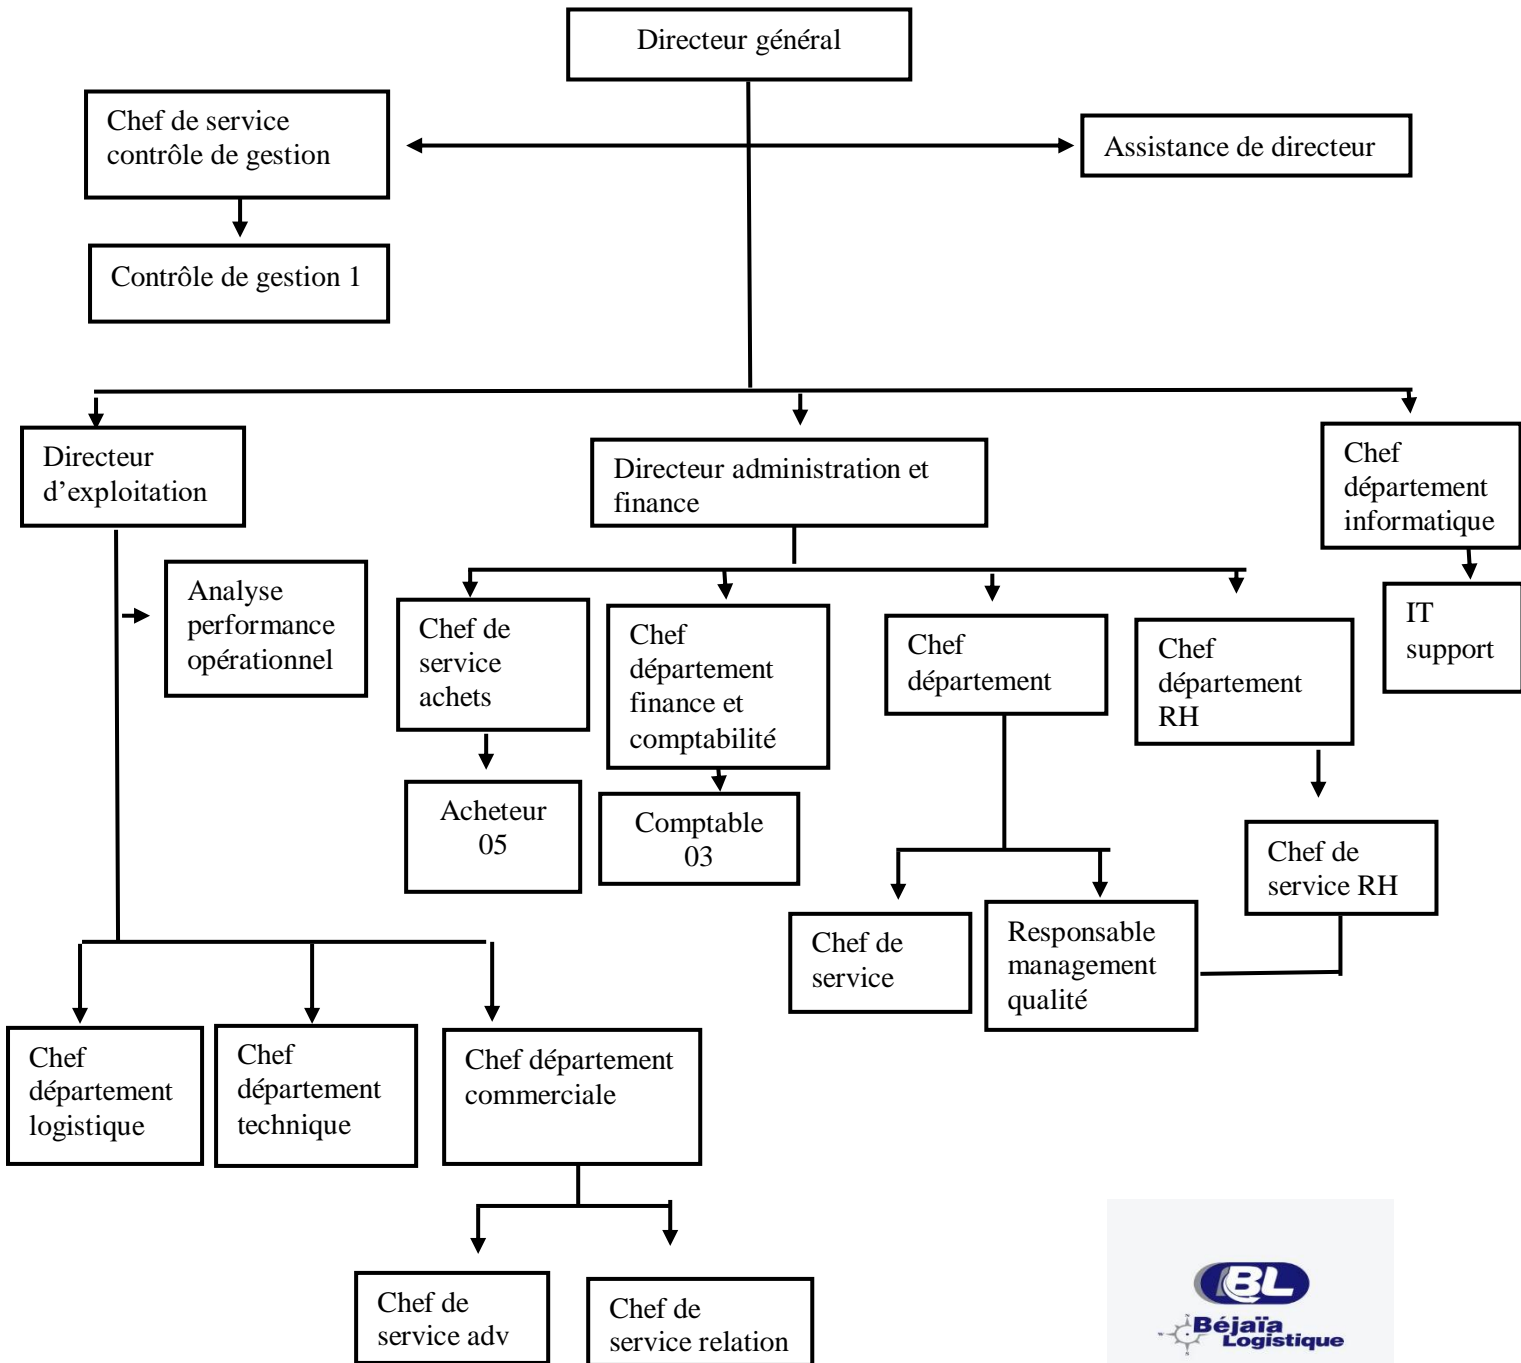 Directeur général
Chef de service
contrôle de gestion
Assistance de directeur
Contrôle de gestion 1
Directeur
d’exploitation
Directeur administration et
finance
Chef
département
informatique
Analyse
performance
opérationnel
Chef de
service
achets
Chef
département
finance et
comptabilité
Chef
département
Chef
département
RH
IT
support
Acheteur
05
Comptable
03
Chef de
service RH
Chef de
service
Responsable
management
qualité
Chef
département
logistique
Chef
département
technique
Chef département
commerciale
Chef de
service adv
Chef de
service relation
BL
Béjaïa
Logistique